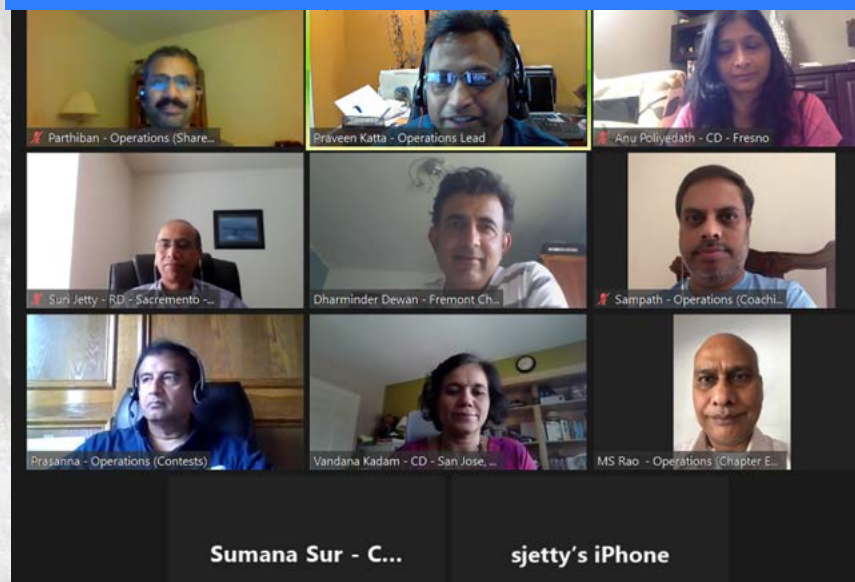 Parthiban - Operations (Share...
Praveen Katta - Operations Lead
Anu Poliyedath - CD - Fresno
Suri Jetty - RD - Sacremento -...
Dharminder Dewan - Fremont Ch...
Sampath - Operations (Coachi...
Prasanna - Operations (Contests)
Vandana Kadam - CD - San Jose, ...
MS Rao - Operations (Chapter E...
Sumana Sur - C...
sjetty's iPhone